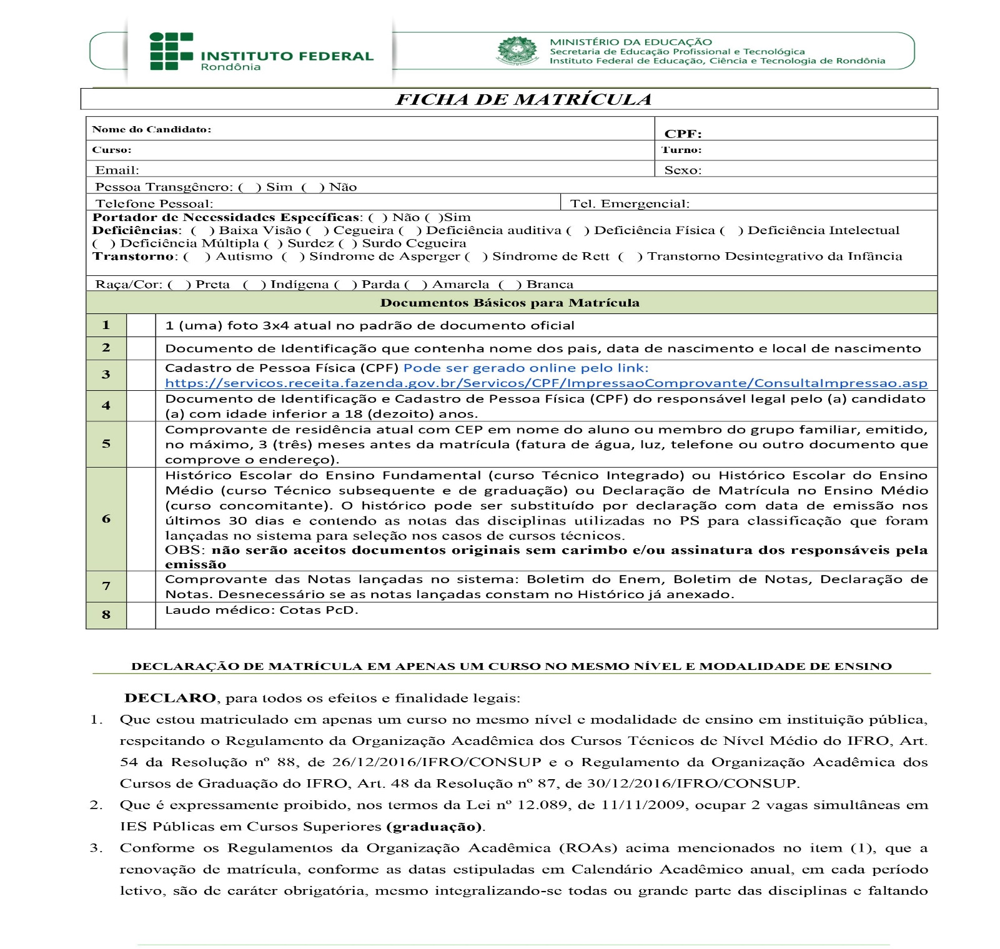 INSTITUTO FEDERAL
Rondônia
MINISTÉRIO DA EDUCAÇÃO
Secretaria de Educação Profissional e Tecnológica
Instituto Federal de Educação, Ciência e Tecnologia de Rondônia
FICHA DE MATRÍCULA
Nome do Candidato:
CPF:
Curso:
Turno:
Email:
Sexo:
Pessoa Transgênero: (   ) Sim  (   ) Não
Telefone Pessoal:
Tel. Emergencial:
Portador de Necessidades Específicas: (  ) Não (  )Sim
Deficiências:  (   ) Baixa Visão (   ) Cegueira (   ) Deficiência auditiva (   ) Deficiência Física (   ) Deficiência Intelectual
(   ) Deficiência Múltipla (  ) Surdez (  ) Surdo Cegueira
Transtorno: (   ) Autismo  (   ) Síndrome de Asperger (   ) Síndrome de Rett  (   ) Transtorno Desintegrativo da Infância
Raça/Cor: (   ) Preta   (   ) Indígena (   ) Parda (   ) Amarela  (   ) Branca
Documentos Básicos para Matrícula
1 1 (uma) foto 3x4 atual no padrão de documento oficial
2 Documento de Identificação que contenha nome dos pais, data de nascimento e local de nascimento
3 Cadastro de Pessoa Física (CPF) Pode ser gerado online pelo link:
https://servicos.receita.fazenda.gov.br/Servicos/CPF/ImpressaoComprovante/ConsultaImpressao.asp
4 Documento de Identificação e Cadastro de Pessoa Física (CPF) do responsável legal pelo (a) candidato
(a) com idade inferior a 18 (dezoito) anos.
5 Comprovante de residência atual com CEP em nome do aluno ou membro do grupo familiar, emitido,
no máximo, 3 (três) meses antes da matrícula (fatura de água, luz, telefone ou outro documento que
comprove o endereço).
6 Histórico Escolar do Ensino Fundamental (curso Técnico Integrado) ou Histórico Escolar do Ensino
Médio (curso Técnico subsequente e de graduação) ou Declaração de Matrícula no Ensino Médio
(curso concomitante). O histórico pode ser substituído por declaração com data de emissão nos
últimos 30 dias e contendo as notas das disciplinas utilizadas no PS para classificação que foram
lançadas no sistema para seleção nos casos de cursos técnicos.
OBS: não serão aceitos documentos originais sem carimbo e/ou assinatura dos responsáveis pela
emissão
7 Comprovante das Notas lançadas no sistema: Boletim do Enem, Boletim de Notas, Declaração de
Notas. Desnecessário se as notas lançadas constam no Histórico já anexado.
8 Laudo médico: Cotas PcD.
DECLARAÇÃO DE MATRÍCULA EM APENAS UM CURSO NO MESMO NÍVEL E MODALIDADE DE ENSINO
DECLARO, para todos os efeitos e finalidade legais:
1. Que estou matriculado em apenas um curso no mesmo nível e modalidade de ensino em instituição pública,
respeitando o Regulamento da Organização Acadêmica dos Cursos Técnicos de Nível Médio do IFRO, Art.
54 da Resolução nº 88, de 26/12/2016/IFRO/CONSUP e o Regulamento da Organização Acadêmica dos
Cursos de Graduação do IFRO, Art. 48 da Resolução nº 87, de 30/12/2016/IFRO/CONSUP.
2. Que é expressamente proibido, nos termos da Lei nº 12.089, de 11/11/2009, ocupar 2 vagas simultâneas em
IES Públicas em Cursos Superiores (graduação).
3. Conforme os Regulamentos da Organização Acadêmica (ROAs) acima mencionados no item (1), que a
renovação de matrícula, conforme as datas estipuladas em Calendário Acadêmico anual, em cada período
letivo, são de caráter obrigatória, mesmo integralizando-se todas ou grande parte das disciplinas e faltando